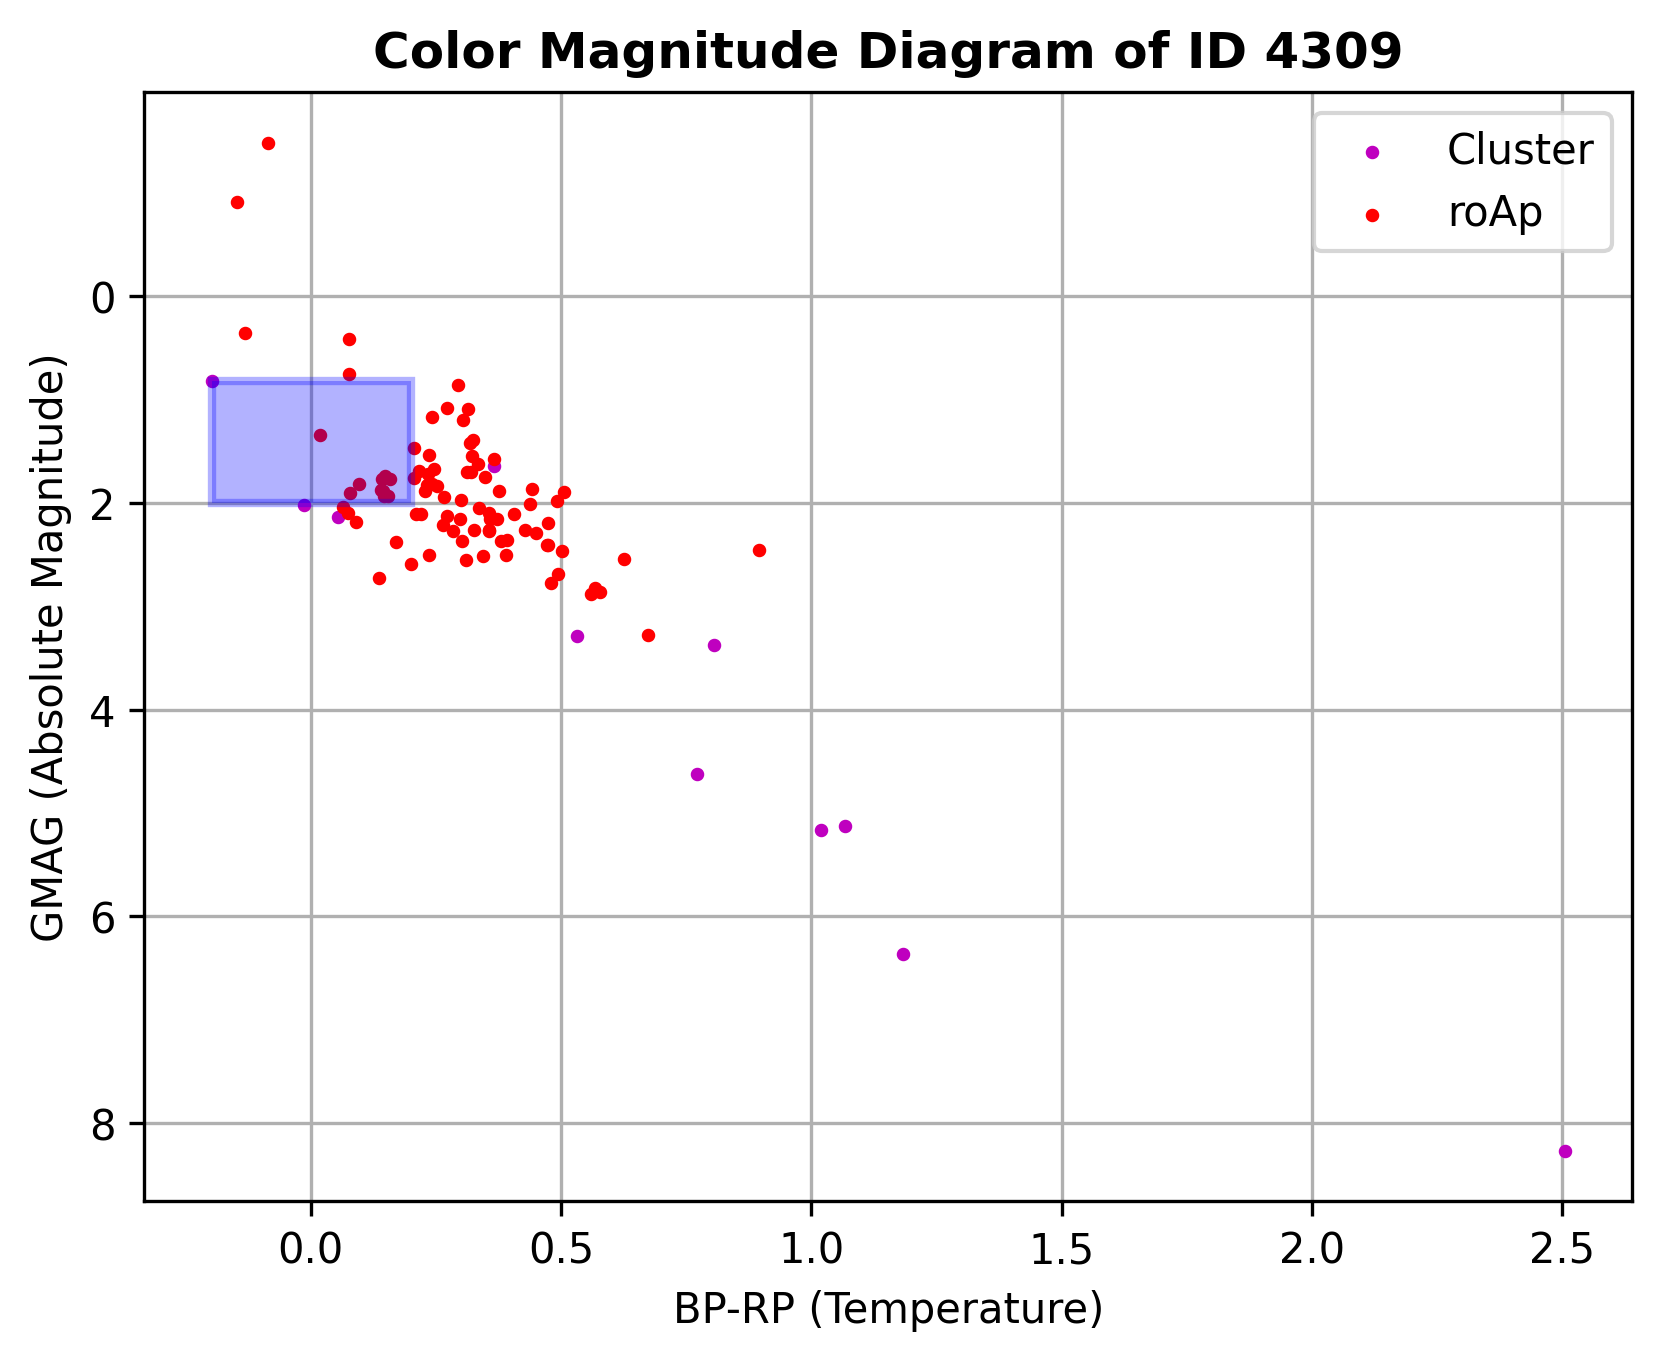 Color Magnitude Diagram of ID 4309
Cluster
roAp
GMAG (Absolute Magnitude)
0
2
4
6
8
0.0 0.5 1.0 1.5 2.0 2.5
BP-RP (Temperature)